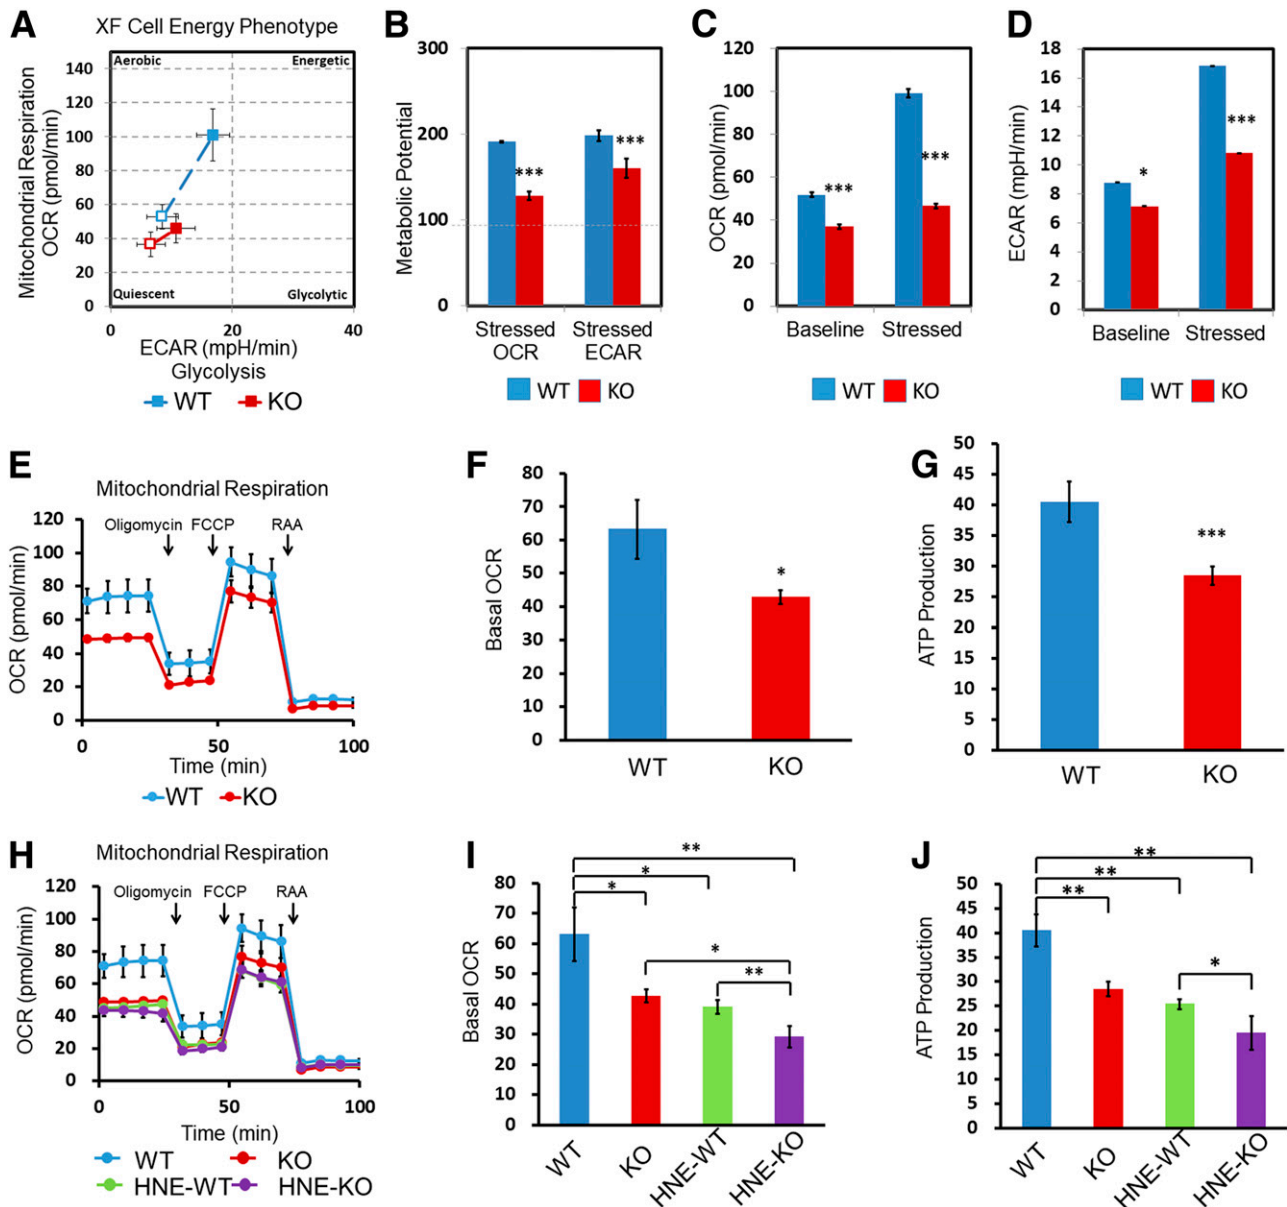 A
XF Cell Energy Phenotype
Mitochondrial Respiration
OCR (pmol/min)
140
120
100
80
60
40
20
0
Aerobic
Energetic
Quiescent
Glycolytic
0
20
40
ECAR (mpH/min)
Glycolysis
WT
KO
B
Metabolic Potential
300
200
100
0
***
***
Stressed
OCR
Stressed
ECAR
WT
KO
C
OCR (pmol/min)
120
100
80
60
40
20
0
***
***
Baseline
Stressed
WT
KO
D
ECAR (mpH/min)
18
16
14
12
10
8
6
4
2
0
*
***
Baseline
Stressed
WT
KO
E
Mitochondrial Respiration
Oligomycin
FCCP
RAA
OCR (pmol/min)
120
100
80
60
40
20
0
0
50
100
Time (min)
WT
KO
F
Basal OCR
80
70
60
50
40
30
20
10
0
*
WT
KO
G
ATP Production
50
45
40
35
30
25
20
15
10
5
0
***
WT
KO
H
Mitochondrial Respiration
Oligomycin
FCCP
RAA
OCR (pmol/min)
120
100
80
60
40
20
0
0
50
100
Time (min)
WT
KO
HNE-WT
HNE-KO
I
Basal OCR
80
70
60
50
40
30
20
10
0
**
*
*
*
**
WT
KO
HNE-WT
HNE-KO
J
ATP Production
50
45
40
35
30
25
20
15
10
5
0
**
**
**
*
WT
KO
HNE-WT
HNE-KO